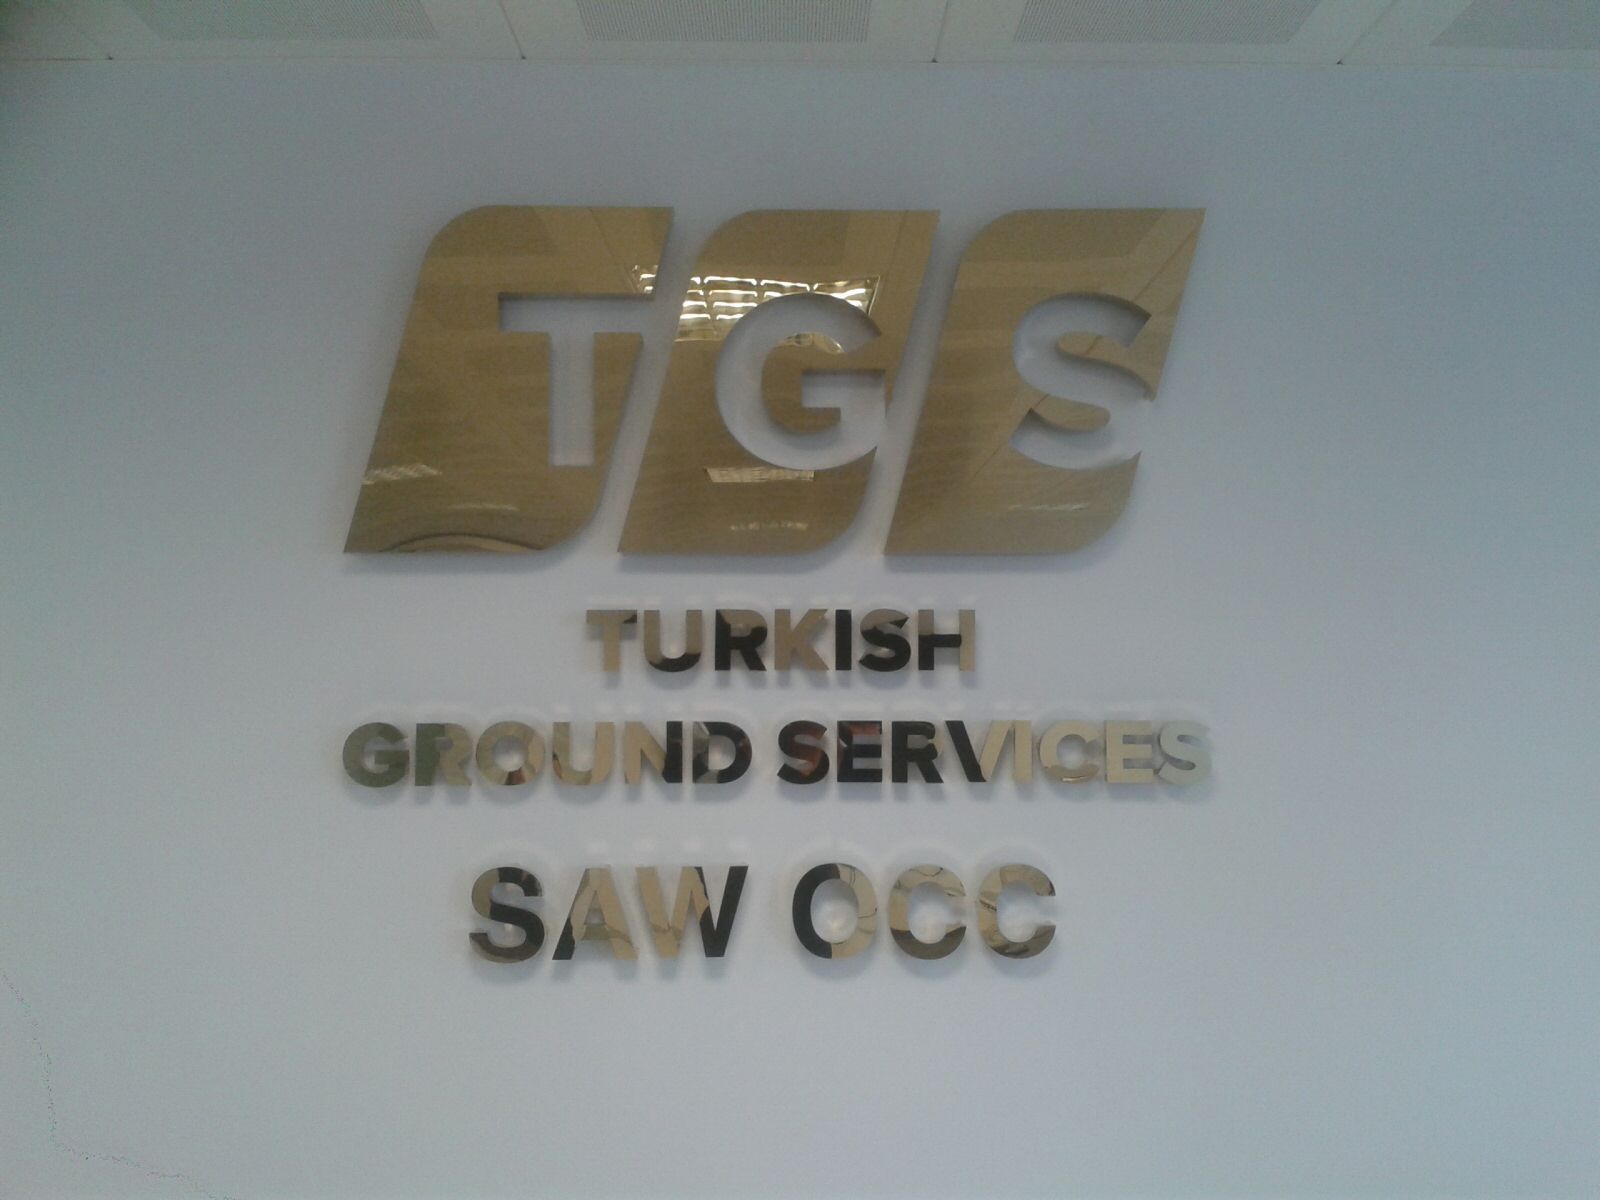 TGS
TURKISH
GROUND SERVICES
SAW OCC